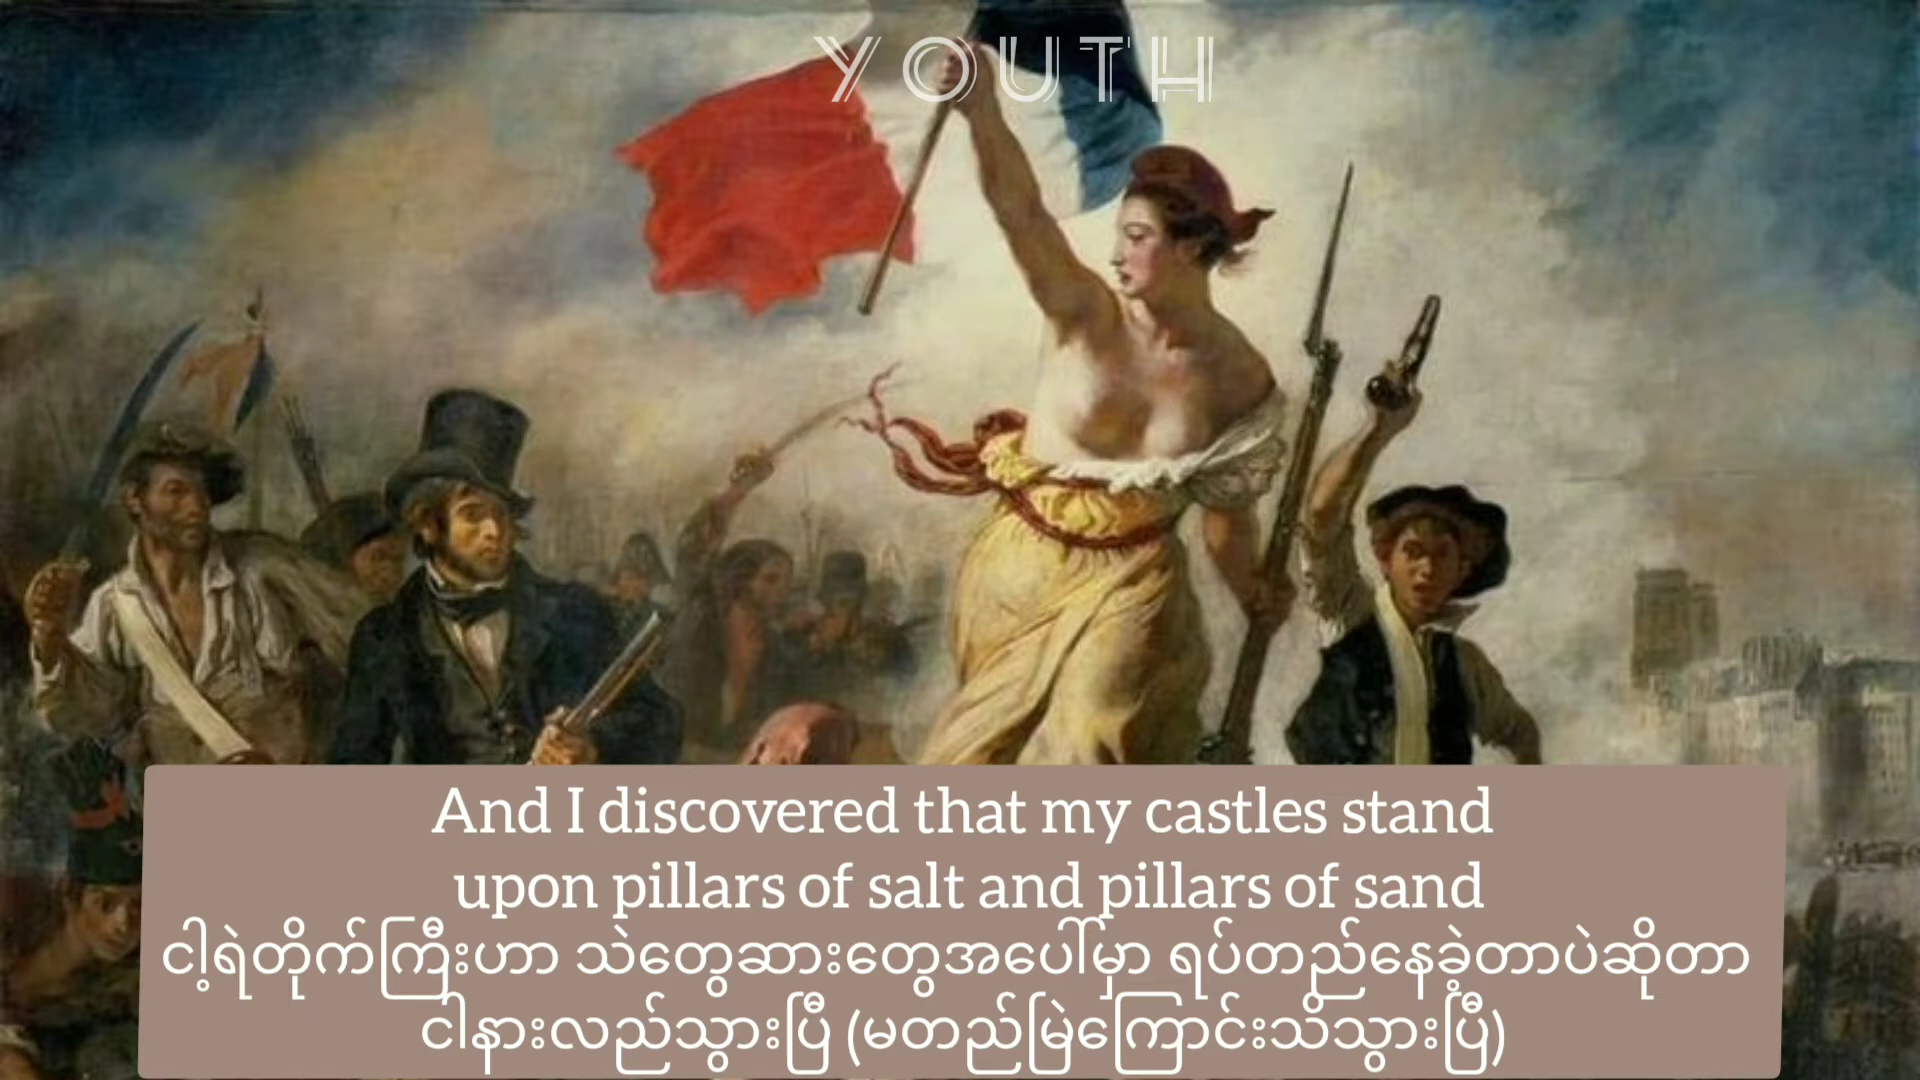 YOUTH
And I discovered that my castles stand
upon pillars of salt and pillars of sand
ငါ့ရဲတိုက်ကြီးဟာ သဲတွေဆားတွေအပေါ်မှာ ရပ်တည်နေခဲ့တာပဲဆိုတာ
ငါနားလည်သွားပြီ (မတည်မြဲကြောင်းသိသွားပြီ)